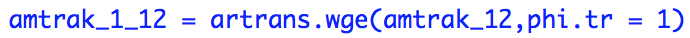 amtrak_1_12 = artrans.wge(amtrak_12,phi.tr = 1)